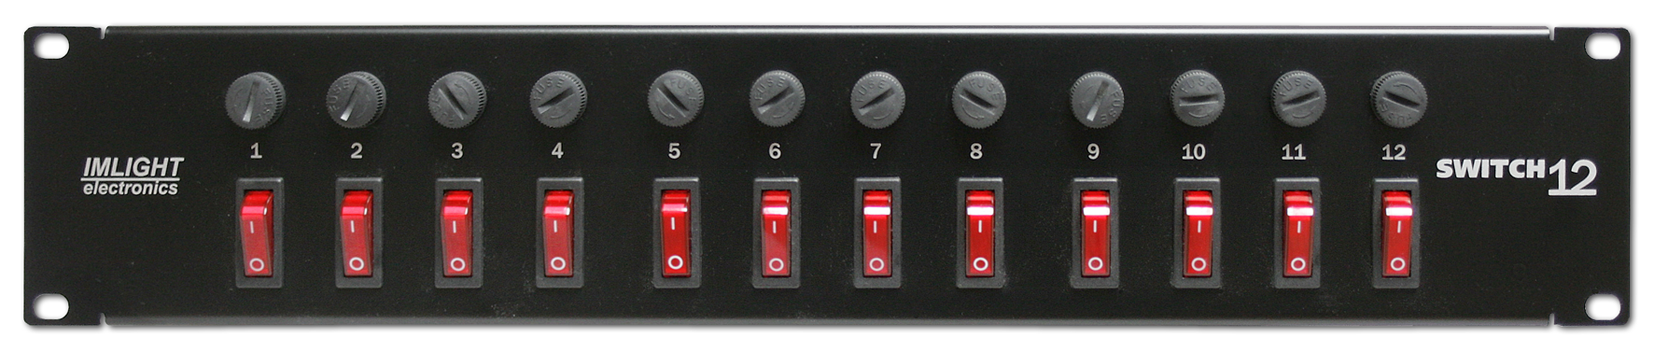 IMLIGHT
electronics
1 2 3 4 5 6 7 8 9 10 11 12
SWITCH12
I I I I I I I I I I I I
O O O O O O O O O O O O